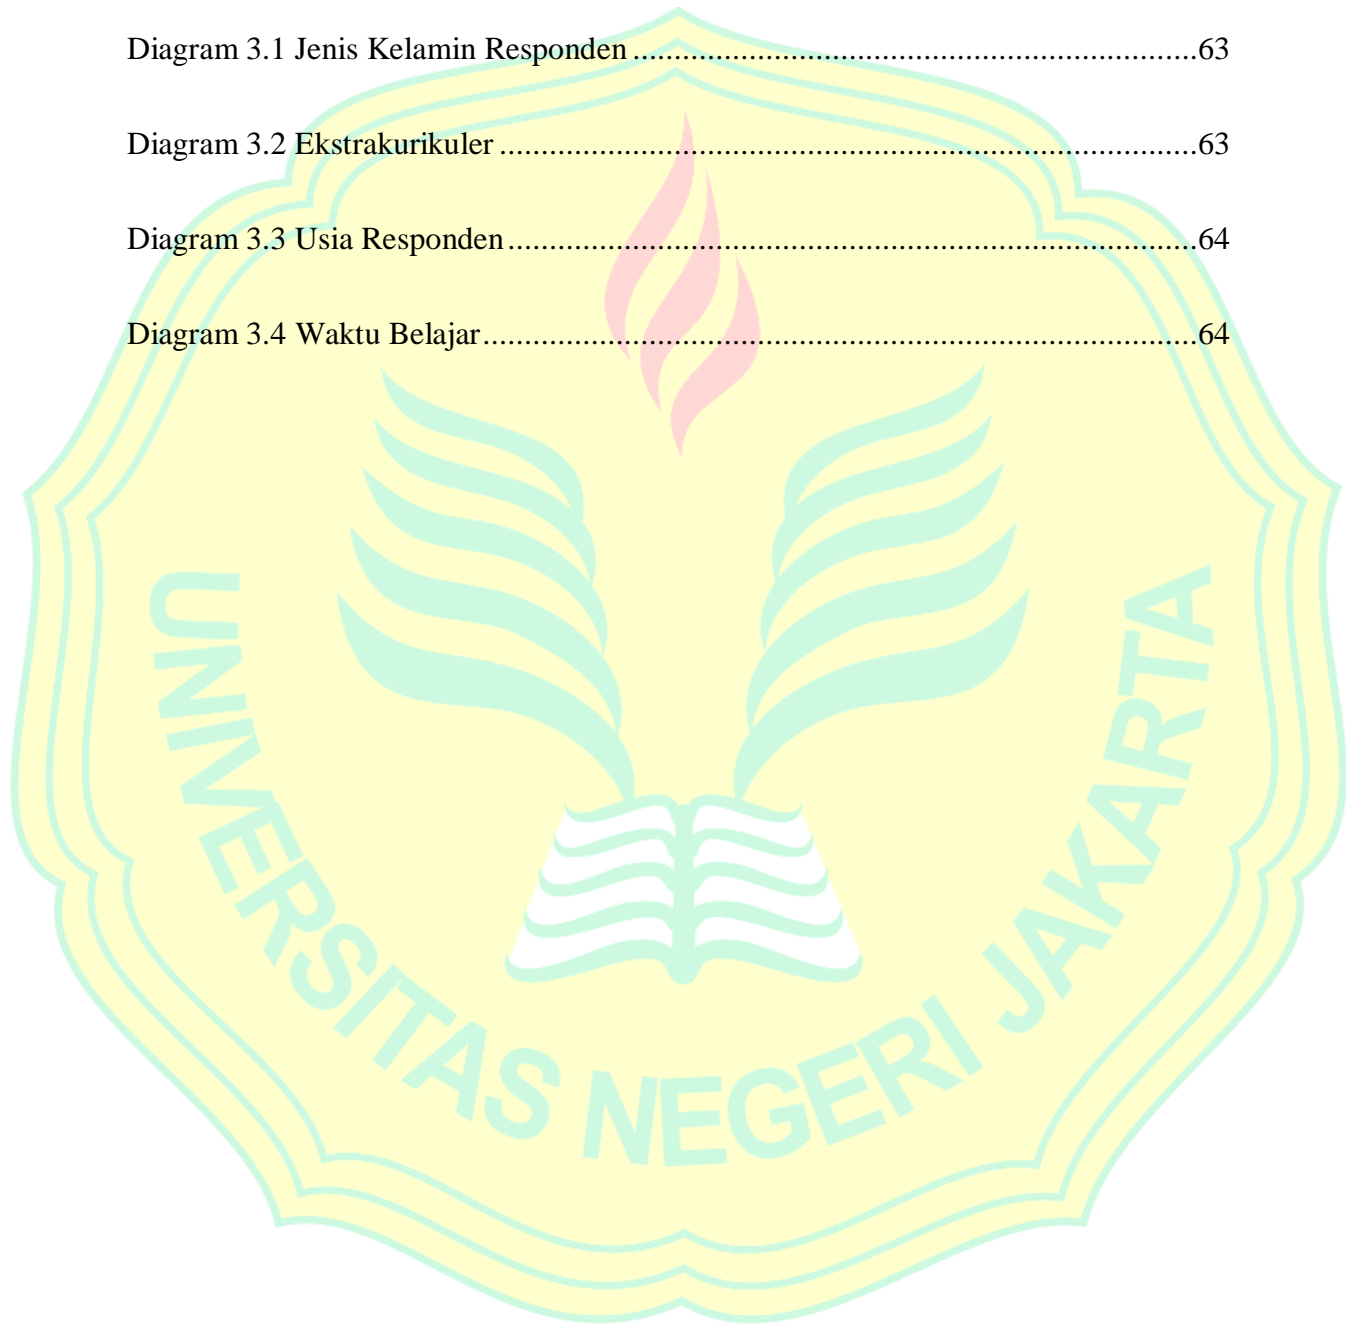 Diagram 3.1 Jenis Kelamin Responden ....................................................................63
Diagram 3.2 Ekstrakurikuler ....................................................................................63
Diagram 3.3 Usia Responden...................................................................................64
Diagram 3.4 Waktu Belajar......................................................................................64
UNIVERSITAS NEGERI JAKARTA